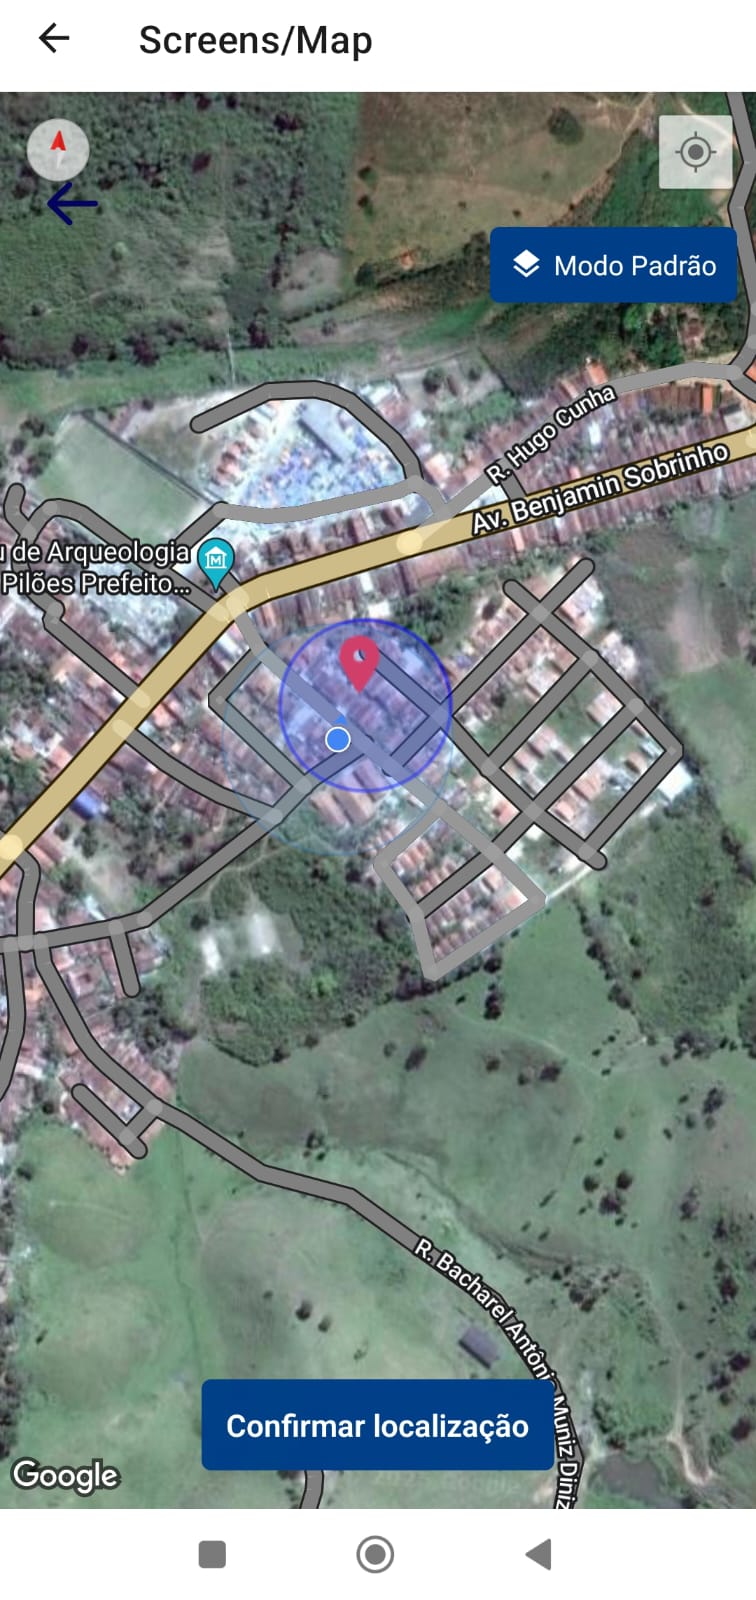 Screens/Map
Modo Padrão
R. Hugo Cunha
Av. Benjamin Sobrinho
de Arqueologia
Pilões Prefeito...
R. Bacharel Antônio Muniz Diniz
Confirmar localização
Google